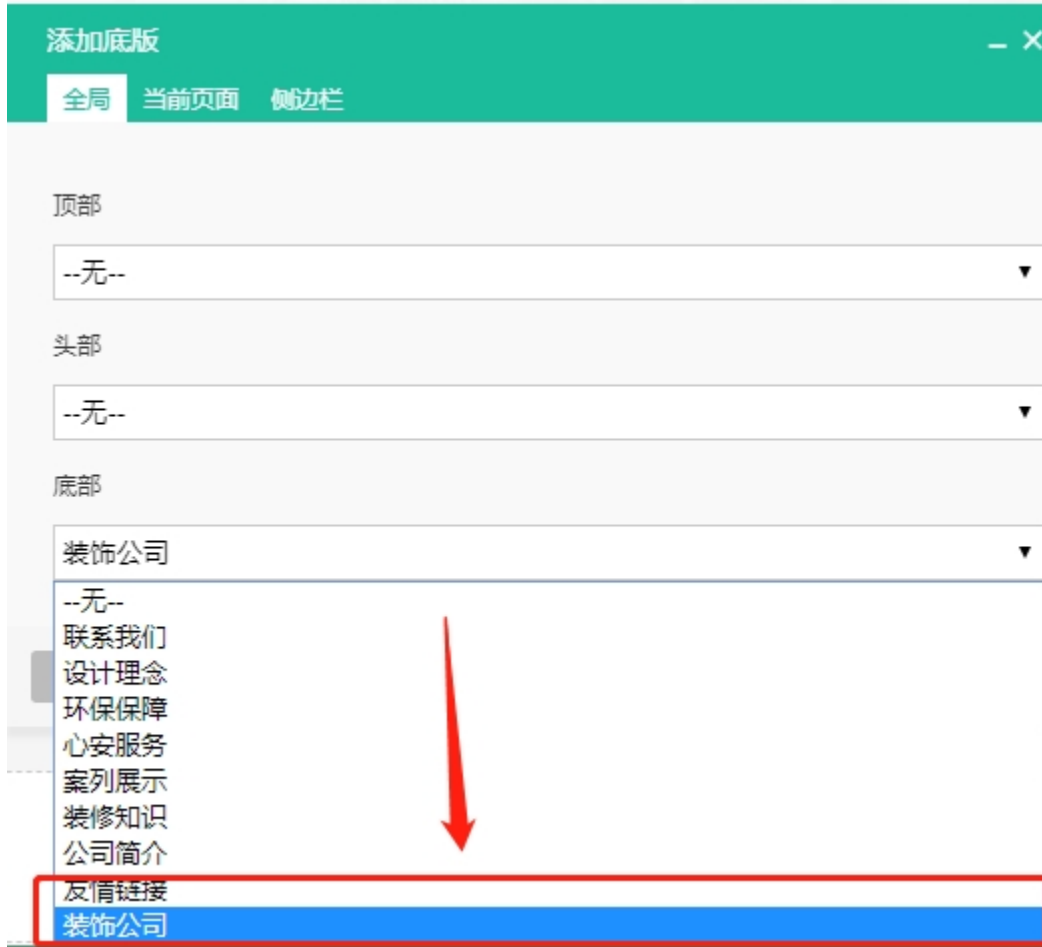 添加底版
全局 当前页面 侧边栏
顶部
--无--
头部
--无--
底部
装饰公司
--无--
联系我们
设计理念
环保保障
心安服务
案列展示
装修知识
公司简介
友情链接
装饰公司